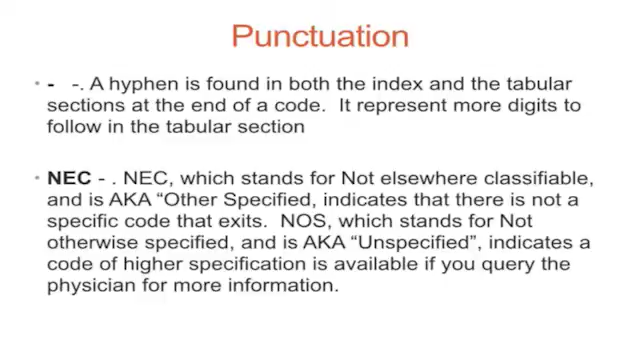 Punctuation
• - -. A hyphen is found in both the index and the tabular
sections at the end of a code. It represent more digits to
follow in the tabular section
• NEC - . NEC, which stands for Not elsewhere classifiable,
and is AKA “Other Specified, indicates that there is not a
specific code that exits. NOS, which stands for Not
otherwise specified, and is AKA “Unspecified”, indicates a
code of higher specification is available if you query the
physician for more information.